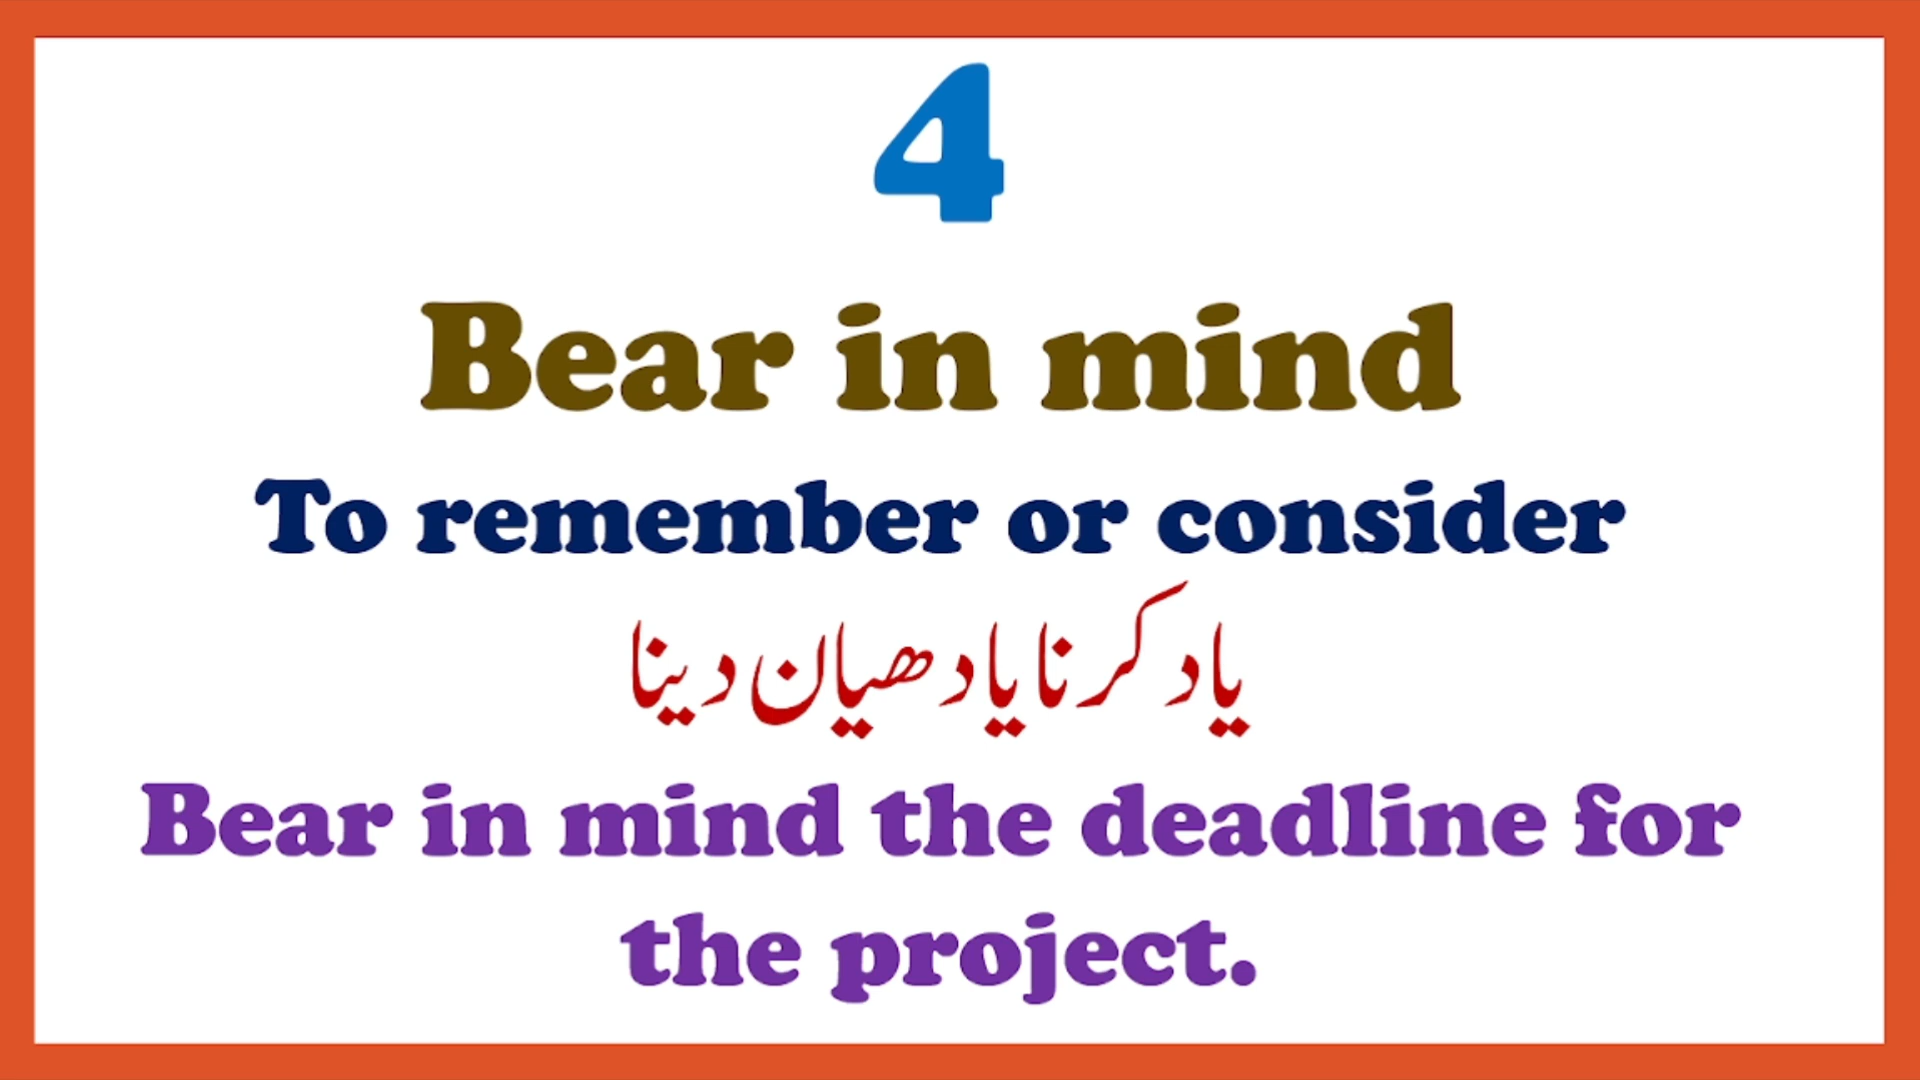 4
Bear in mind
To remember or consider
یاد کرنا یا دھیان دینا
Bear in mind the deadline for
the project.